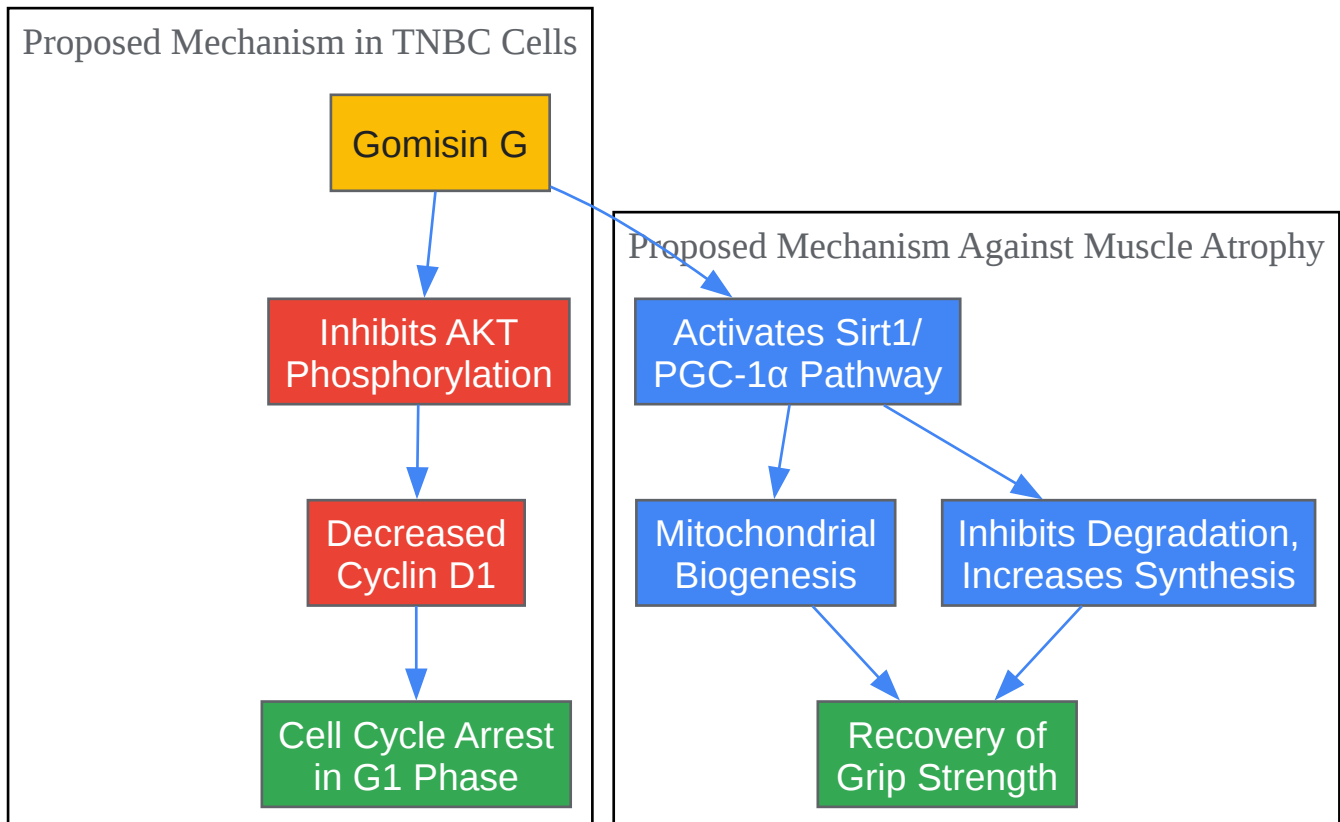 Proposed Mechanism in TNBC Cells
Gomisin G
Inhibits AKT
Phosphorylation
Decreased
Cyclin D1
Cell Cycle Arrest
in G1 Phase
Proposed Mechanism Against Muscle Atrophy
Activates Sirt1/
PGC-1α Pathway
Mitochondrial
Biogenesis
Inhibits Degradation,
Increases Synthesis
Recovery of
Grip Strength